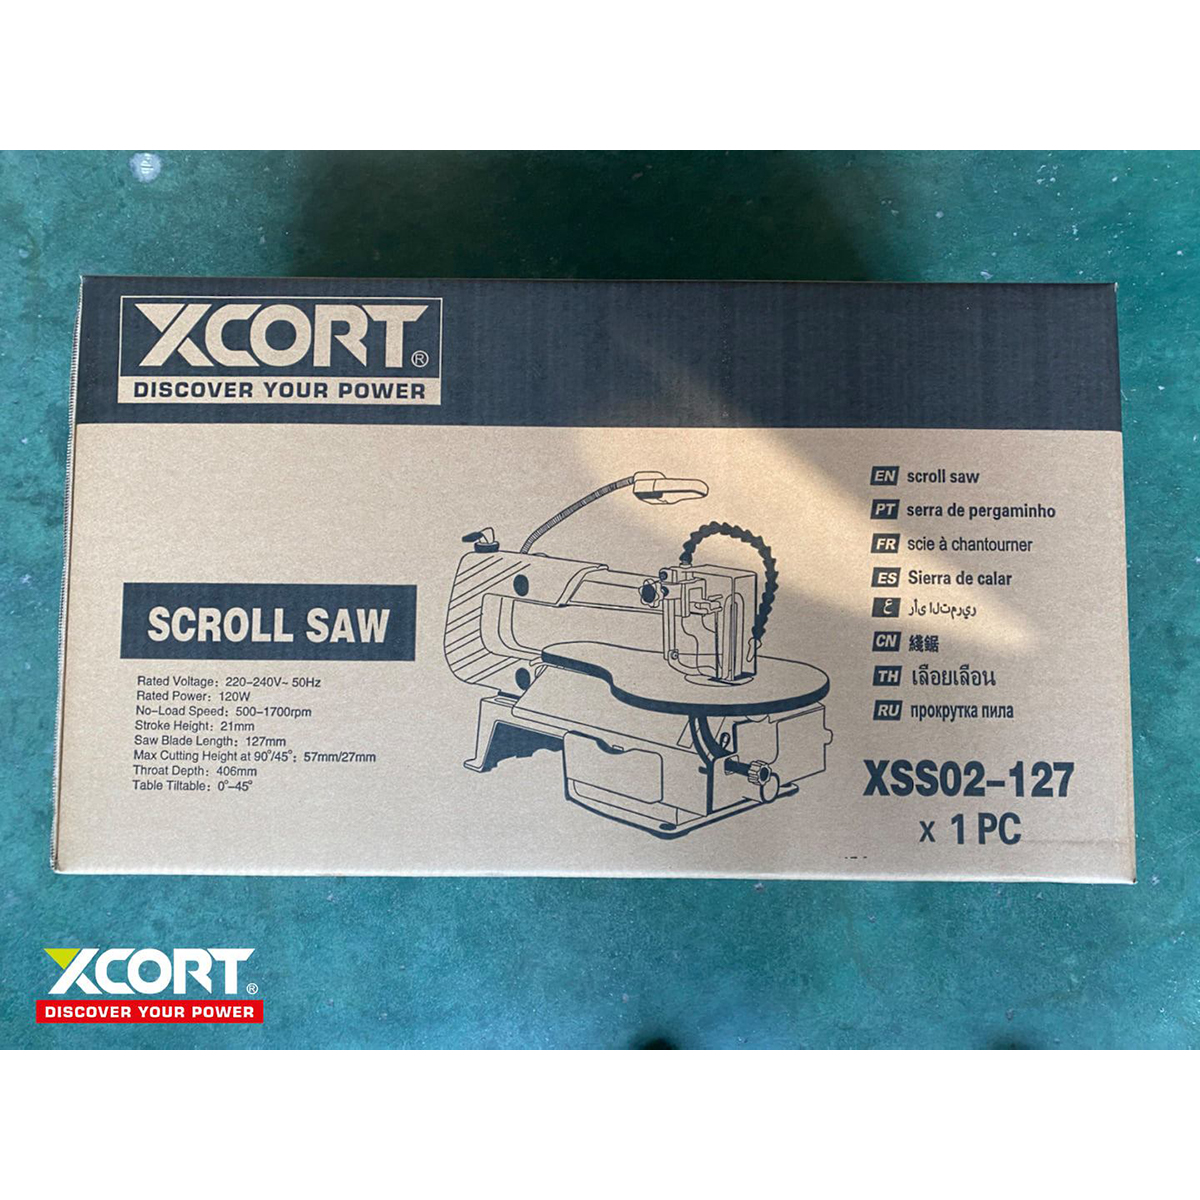 XCORT®
DISCOVER YOUR POWER
SCROLL SAW
Rated Voltage: 220-240V~ 50Hz
Rated Power: 120W
No-Load Speed: 500-1700rpm
Stroke Height: 21mm
Saw Blade Length: 127mm
Max Cutting Height at 90°/45°: 57mm/27mm
Throat Depth: 406mm
Table Tiltable: 0°-45°
EN scroll saw
PT serra de pergaminho
FR scie à chantourner
ES Sierra de calar
ع
CN 綫鋸
TH เลื่อยเลื่อน
RU прокрутка пила
XSS02-127
x 1 PC
XCORT®
DISCOVER YOUR POWER